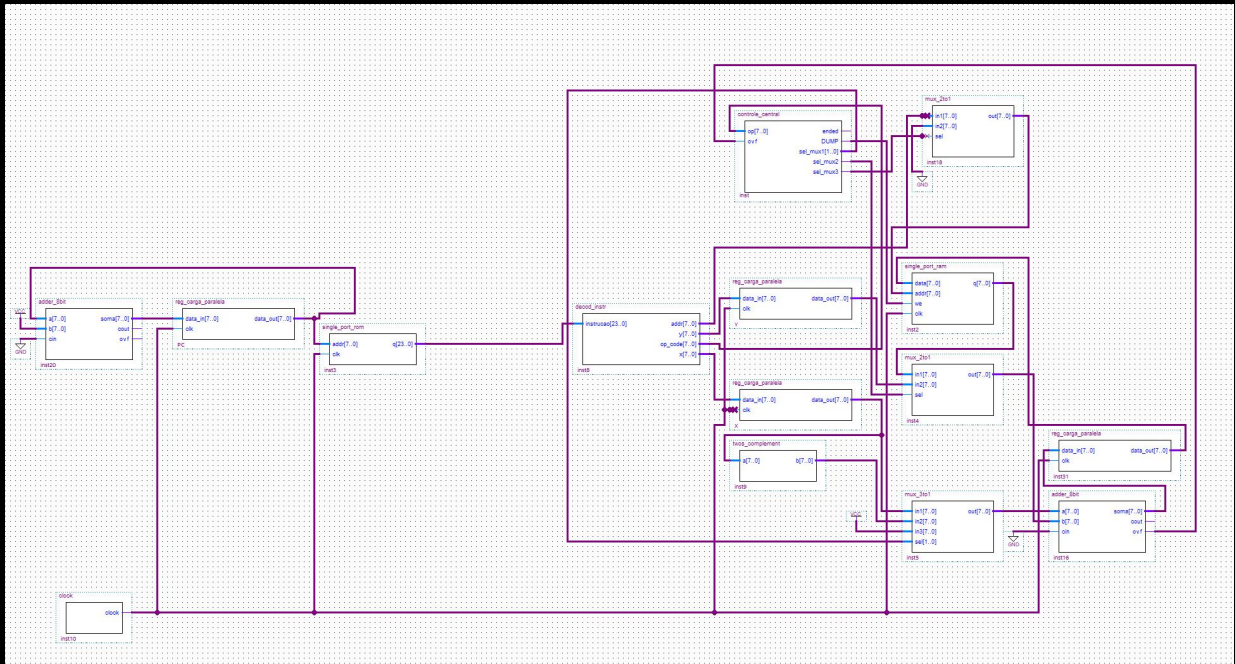 mux_2to1
in1[7..0] out[7..0]
in2[7..0]
sel
inst18
GND
controle_central
op[7..0] ended
ovf DUMP
sel_mux1[1..0]
sel_mux2
sel_mux3
inst
adder_8bit
VCC
a[7..0] soma[7..0]
b[7..0] cout
cin ovf
GND
inst20
reg_carga_paralela
data_in[7..0] data_out[7..0]
clk
PC
single_port_rom
addr[7..0] q[23..0]
clk
inst3
decod_instr
instrucao[23..0] addr[7..0]
y[7..0]
op_code[7..0]
x[7..0]
inst8
reg_carga_paralela
data_in[7..0] data_out[7..0]
clk
Y
single_port_ram
data[7..0] q[7..0]
addr[7..0]
we
clk
inst2
mux_2to1
in1[7..0] out[7..0]
in2[7..0]
sel
inst4
reg_carga_paralela
data_in[7..0] data_out[7..0]
clk
X
twos_complement
a[7..0] b[7..0]
inst9
reg_carga_paralela
data_in[7..0] data_out[7..0]
clk
inst31
mux_3to1
VCC
in1[7..0] out[7..0]
in2[7..0]
in3[7..0]
sel[1..0]
inst5
adder_8bit
a[7..0] soma[7..0]
b[7..0] cout
cin ovf
GND
inst16
clook
clook
inst10